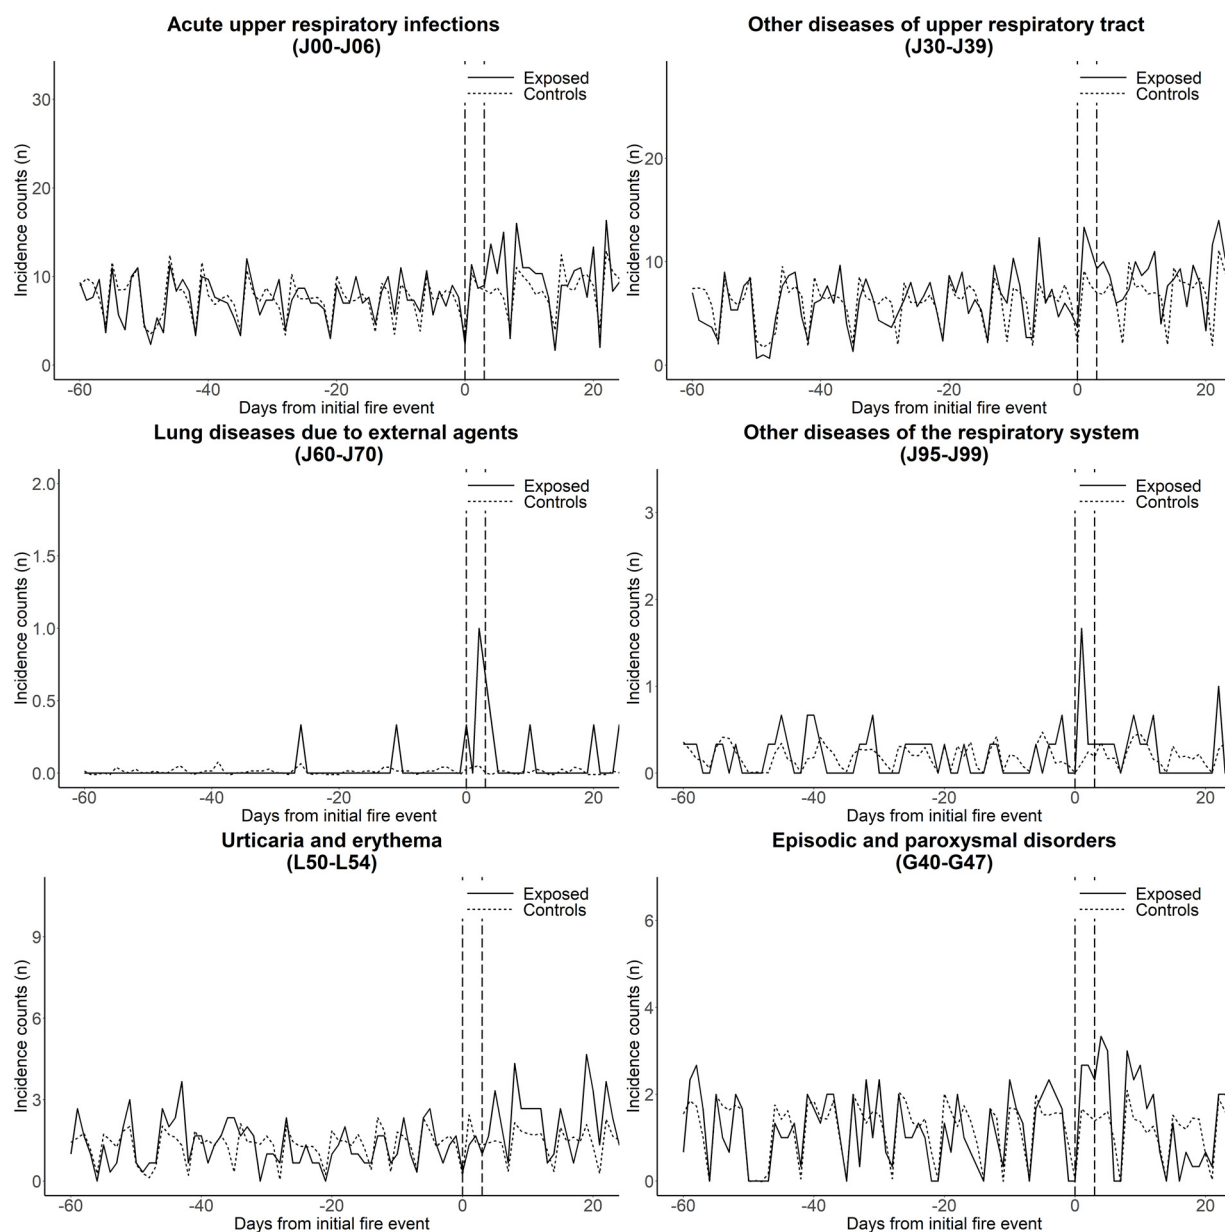 Acute upper respiratory infections
(J00-J06)
Exposed
Controls
30
20
10
0
Incidence counts (n)
-60
-40
-20
0
20
Days from initial fire event
Other diseases of upper respiratory tract
(J30-J39)
Exposed
Controls
20
10
0
Incidence counts (n)
-60
-40
-20
0
20
Days from initial fire event
Lung diseases due to external agents
(J60-J70)
Exposed
Controls
2.0
1.5
1.0
0.5
0.0
Incidence counts (n)
-60
-40
-20
0
20
Days from initial fire event
Other diseases of the respiratory system
(J95-J99)
Exposed
Controls
3
2
1
0
Incidence counts (n)
-60
-40
-20
0
20
Days from initial fire event
Urticaria and erythema
(L50-L54)
Exposed
Controls
9
6
3
0
Incidence counts (n)
-60
-40
-20
0
20
Days from initial fire event
Episodic and paroxysmal disorders
(G40-G47)
Exposed
Controls
6
4
2
0
Incidence counts (n)
-60
-40
-20
0
20
Days from initial fire event